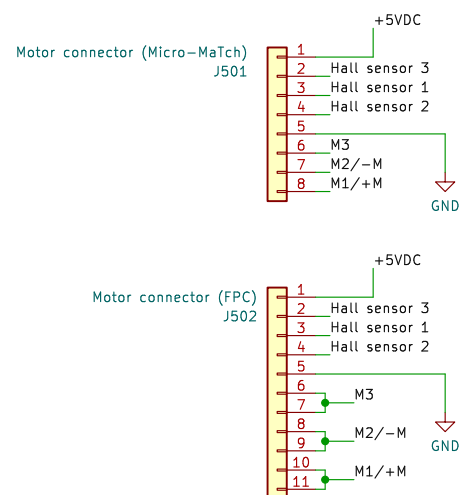 +5VDC
Motor connector (Micro-MaTch)
J501
1
2 Hall sensor 3
3 Hall sensor 1
4 Hall sensor 2
5
6 M3
7 M2/-M
8 M1/+M
GND
+5VDC
Motor connector (FPC)
J502
1
2 Hall sensor 3
3 Hall sensor 1
4 Hall sensor 2
5
6
M3
7
8
M2/-M
9
GND
10
M1/+M
11